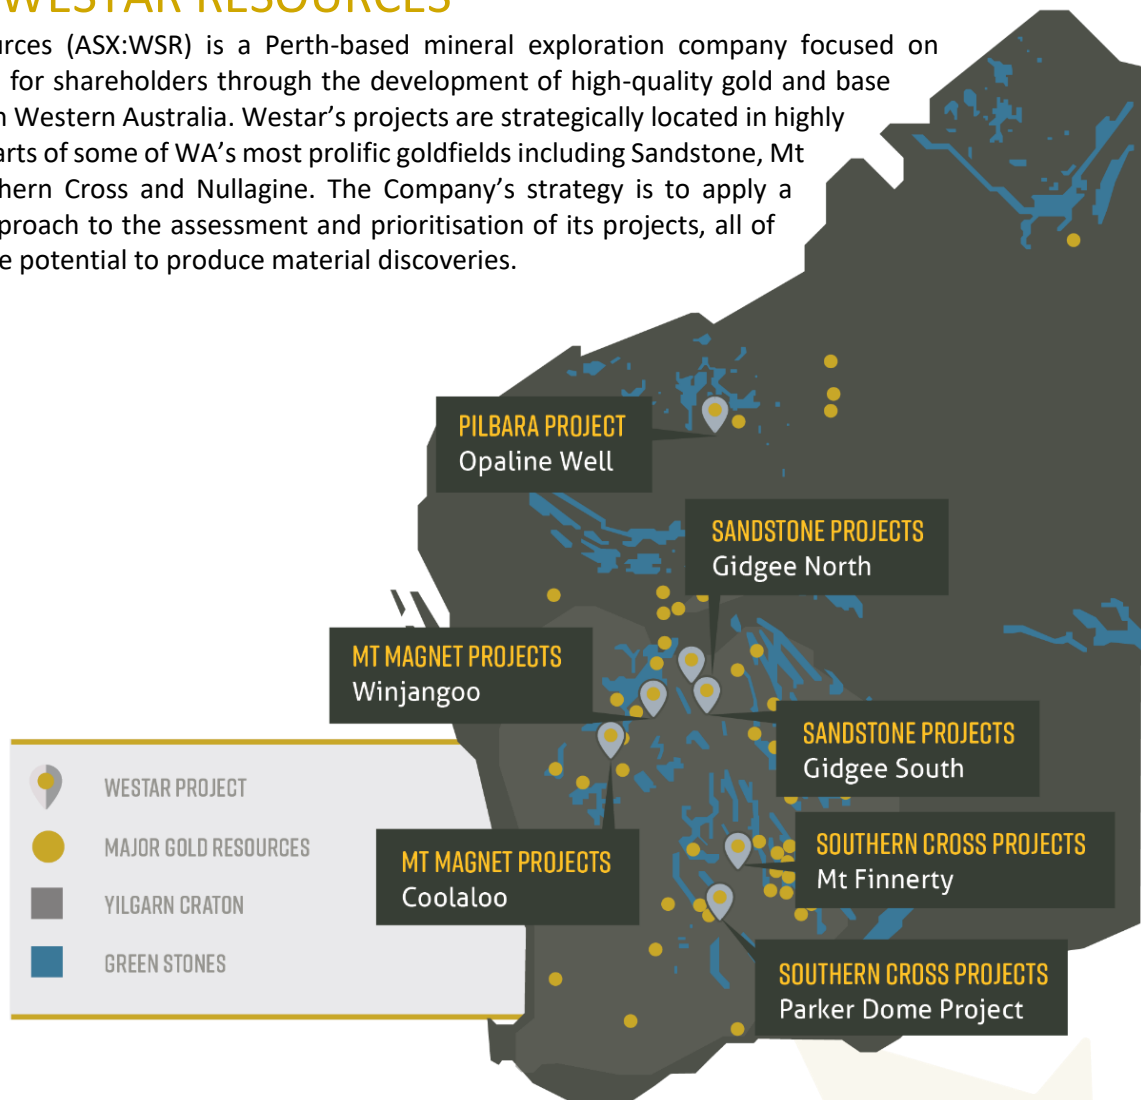 WESTAR RESOURCES
(ASX:WSR) is a Perth-based mineral exploration company focused on
for shareholders through the development of high-quality gold and base
Western Australia. Westar's projects are strategically located in highly
of some of WA's most prolific goldfields including Sandstone, Mt
Cross and Nullagine. The Company's strategy is to apply a
to the assessment and prioritisation of its projects, all of
potential to produce material discoveries.
PILBARA PROJECT
Opaline Well
SANDSTONE PROJECTS
Gidgee North
MT MAGNET PROJECTS
Winjangoo
SANDSTONE PROJECTS
Gidgee South
WESTAR PROJECT
MAJOR GOLD RESOURCES
YILGARN CRATON
GREEN STONES
MT MAGNET PROJECTS
Coolaloo
SOUTHERN CROSS PROJECTS
Mt Finnerty
SOUTHERN CROSS PROJECTS
Parker Dome Project